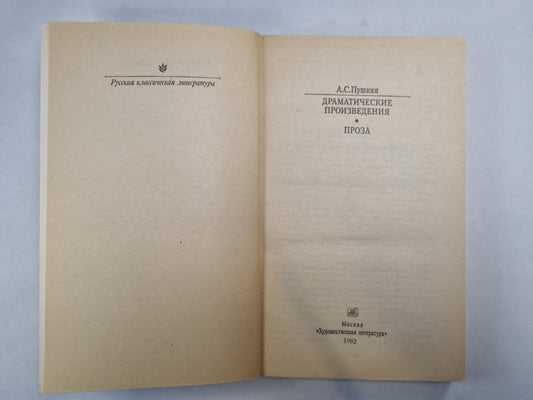 Русская классическая литература
А.С.Пушкин
ДРАМАТИЧЕСКИЕ
ПРОИЗВЕДЕНИЯ
ПРОЗА
Москва
«Художественная литература»
1982